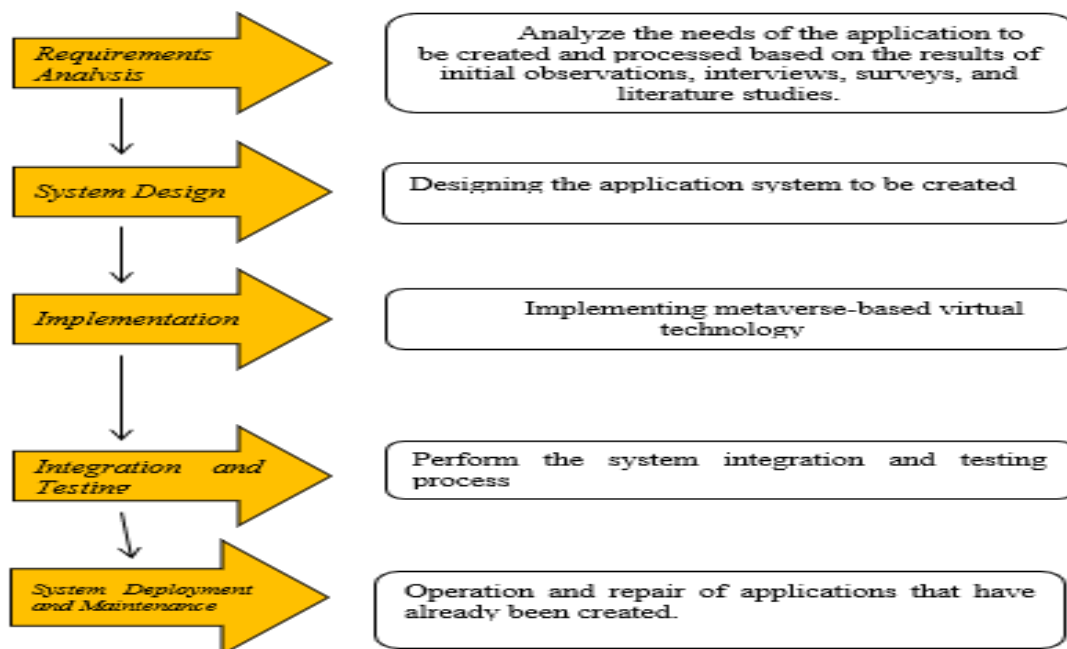 Requirements
Analysis
Analyze the needs of the application to
be created and processed based on the results of
initial observations, interviews, surveys, and
literature studies.
System Design
Designing the application system to be created
Implementation
Implementing metaverse-based virtual
technology
Integration and
Testing
Perform the system integration and testing
process
System Deployment
and Maintenance
Operation and repair of applications that have
already been created.